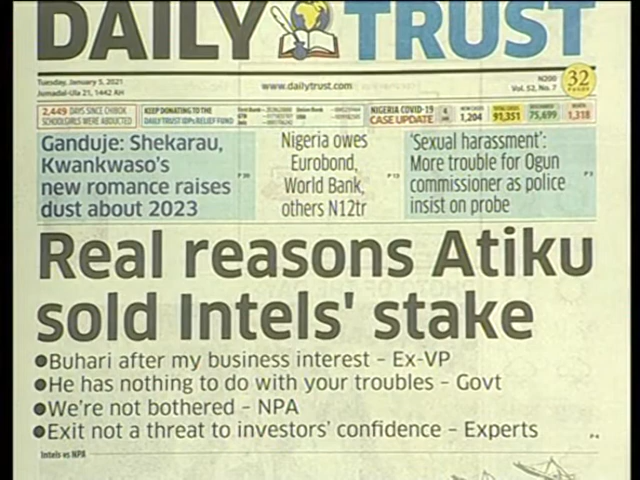 DAILY TRUST
Tuesday, January 5, 2021
Jumadal-Ula 21, 1442 AH
www.dailytrust.com
N200
Vol. 52, No. 7
32
2,449 DAYS SINCE CHIBOK
SCHOOLGIRLS WERE ABDUCTED
KEEP DONATING TO THE
DAILY TRUST IDPs RELIEF FUND
NIGERIA COVID-19
CASE UPDATE
1,204
91,351
75,699
1,318
Ganduje: Shekarau,
Kwankwaso's
new romance raises
dust about 2023
Nigeria owes
Eurobond,
World Bank,
others N12tr
'Sexual harassment':
More trouble for Ogun
commissioner as police
insist on probe
Real reasons Atiku
sold Intels' stake
●Buhari after my business interest – Ex-VP
●He has nothing to do with your troubles – Govt
●We're not bothered – NPA
●Exit not a threat to investors' confidence – Experts
Intels vs NPA